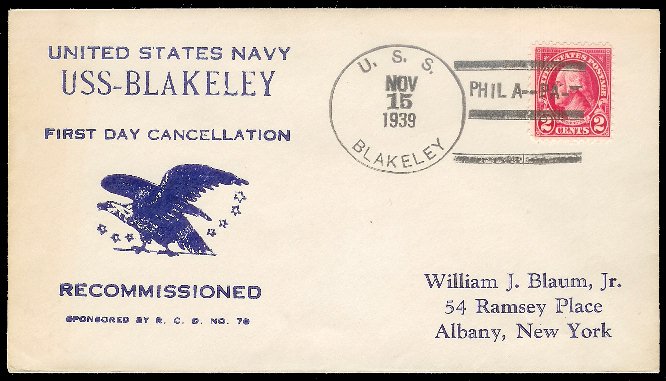 UNITED STATES NAVY
USS-BLAKELEY
FIRST DAY CANCELLATION
RECOMMISSIONED
SPONSORED BY R. C. D. NO. 76
U. S. S.
NOV
15
1939
BLAKELEY
PHILA--PA-
UNITED STATES POSTAGE
2 CENTS 2
William J. Blaum, Jr.
54 Ramsey Place
Albany, New York